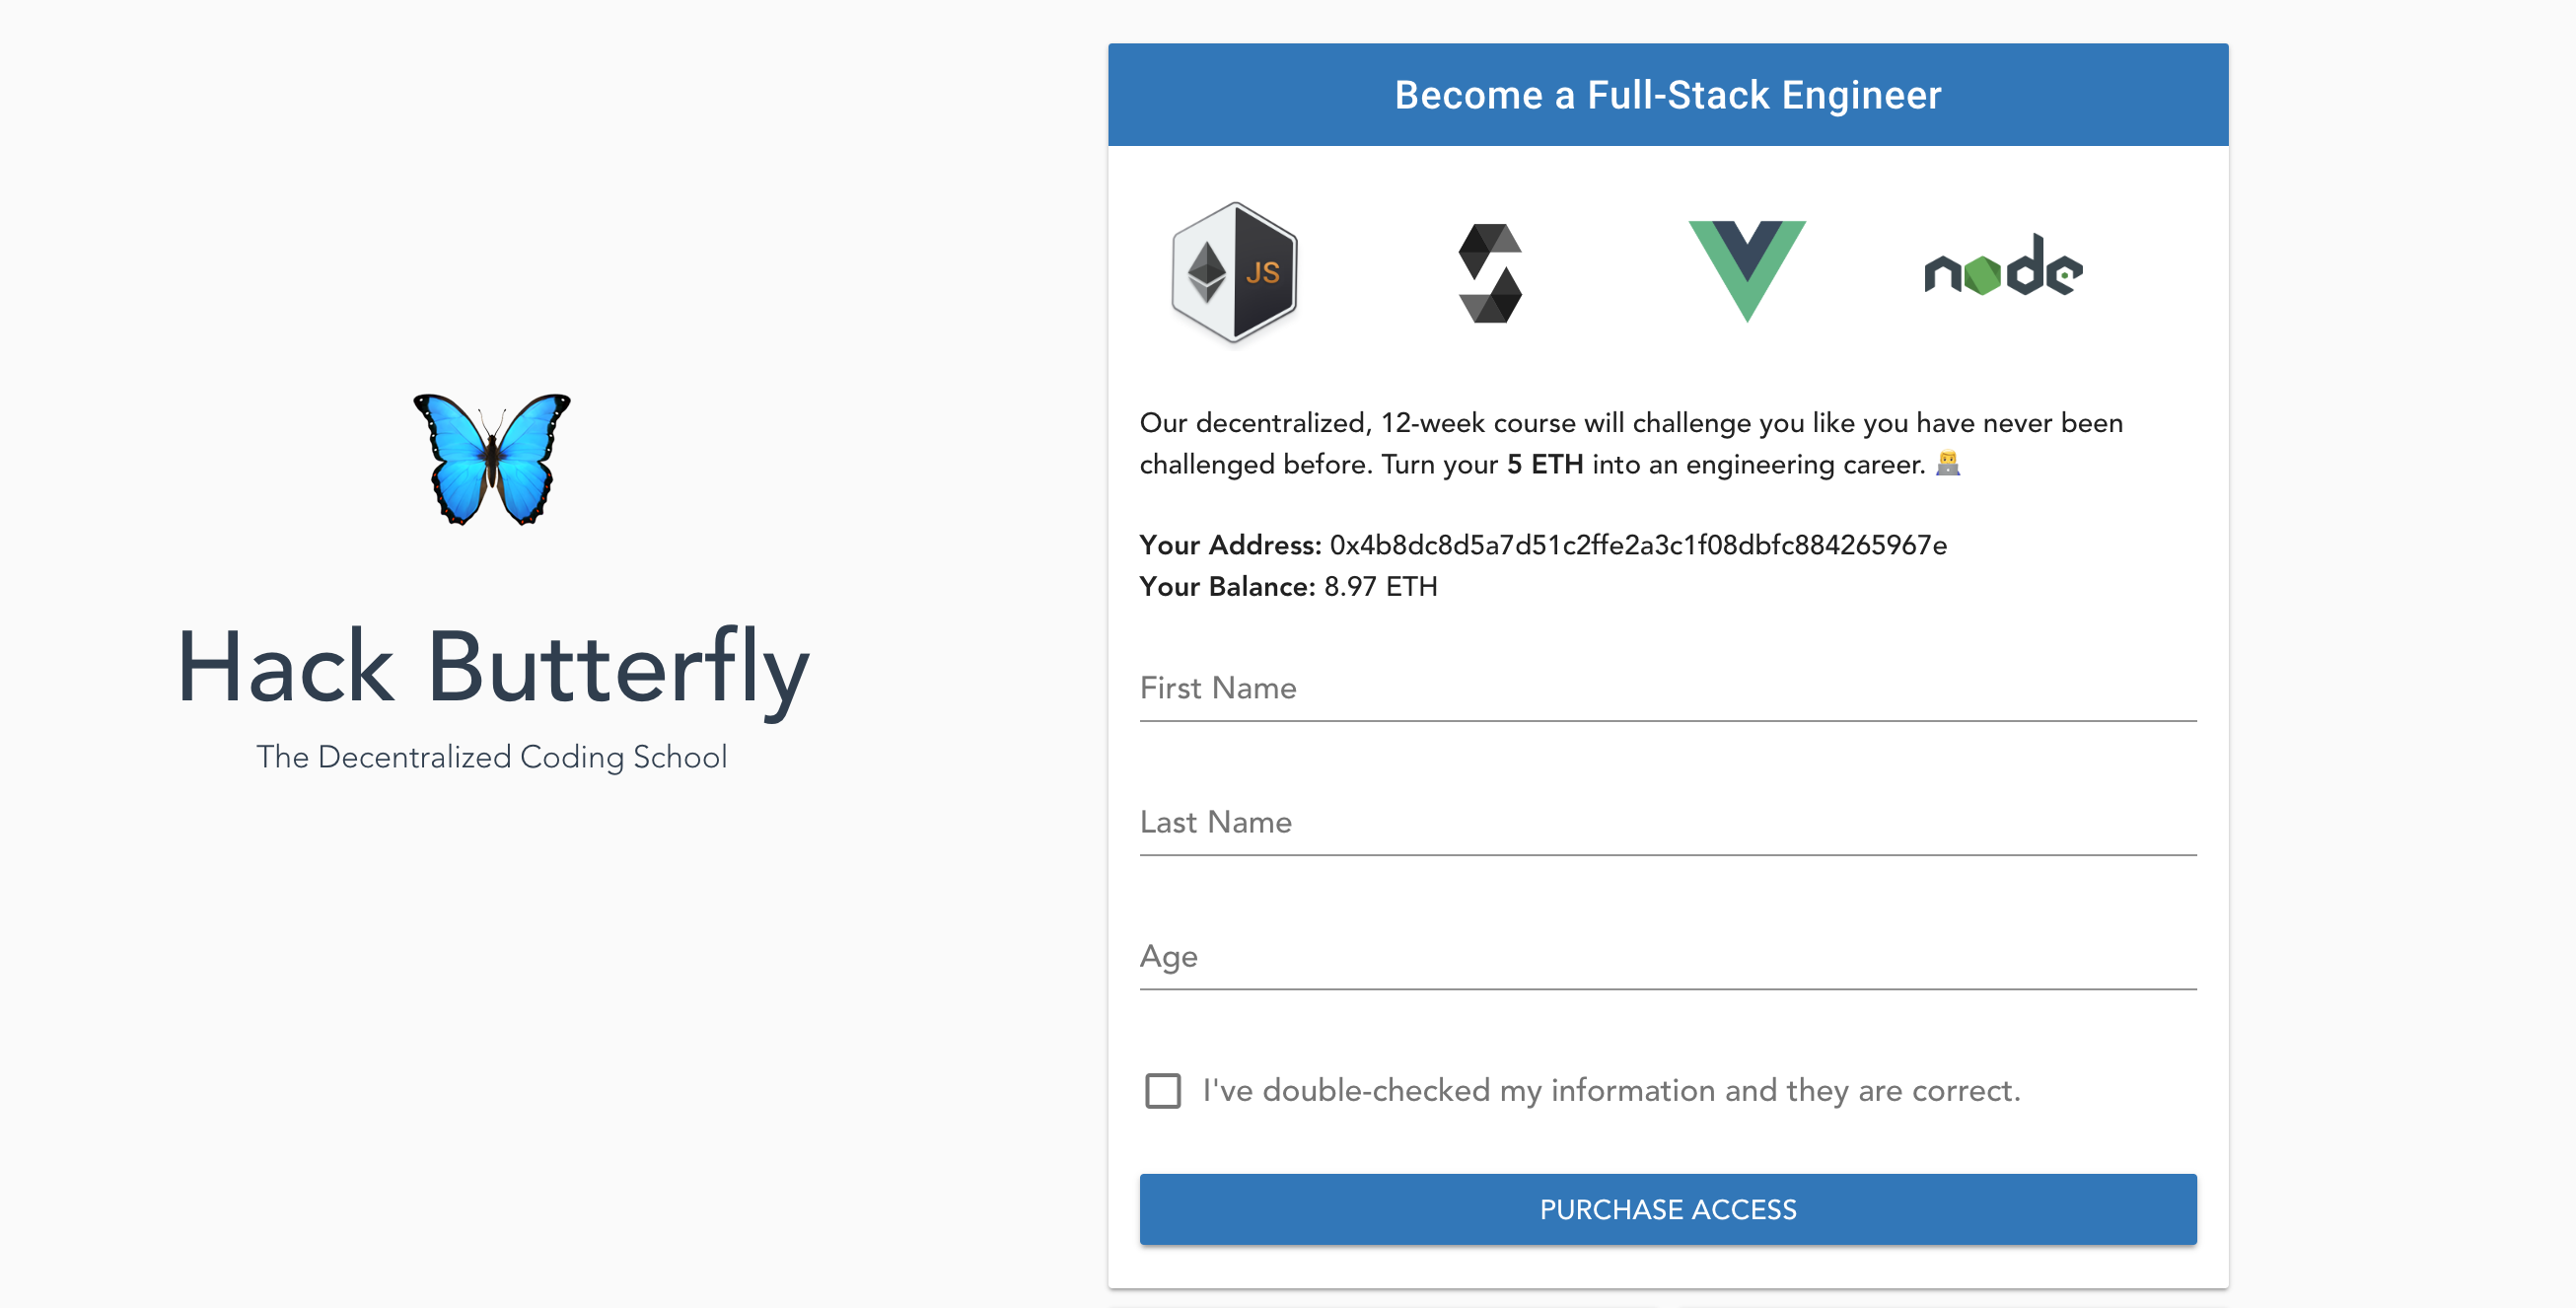 Hack Butterfly
The Decentralized Coding School
Become a Full-Stack Engineer
JS
node
Our decentralized, 12-week course will challenge you like you have never been
challenged before. Turn your 5 ETH into an engineering career.
Your Address: 0x4b8dc8d5a7d51c2ffe2a3c1f08dbfc884265967e
Your Balance: 8.97 ETH
First Name
Last Name
Age
I've double-checked my information and they are correct.
PURCHASE ACCESS